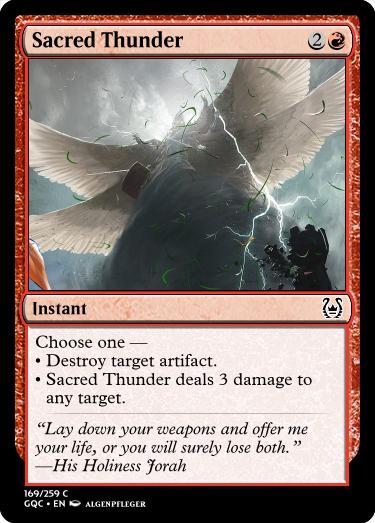 Sacred Thunder 2
Instant
Choose one —
• Destroy target artifact.
• Sacred Thunder deals 3 damage to
any target.
“Lay down your weapons and offer me
your life, or you will surely lose both.”
—His Holiness Jorah
169/259 C
GQC • EN ALGENPFLEGER